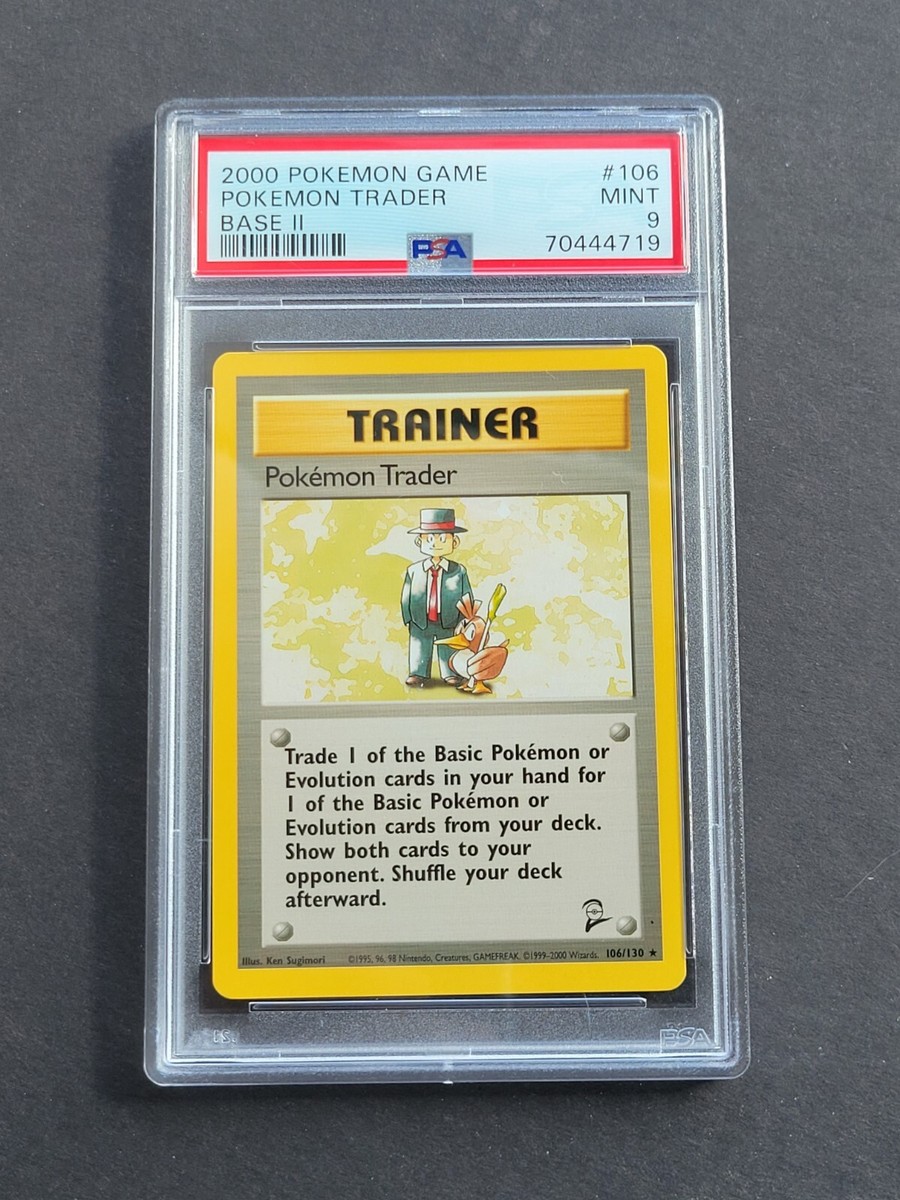 2000 POKEMON GAME #106
POKEMON TRADER MINT
BASE II 9
PSA 70444719
TRAINER
Pokémon Trader
Trade 1 of the Basic Pokémon or
Evolution cards in your hand for
1 of the Basic Pokémon or
Evolution cards from your deck.
Show both cards to your
opponent. Shuffle your deck
afterward.
Illus. Ken Sugimori ©1995, 96, 98 Nintendo, Creatures, GAMEFREAK. ©1999-2000 Wizards. 106/130 ★
PSA